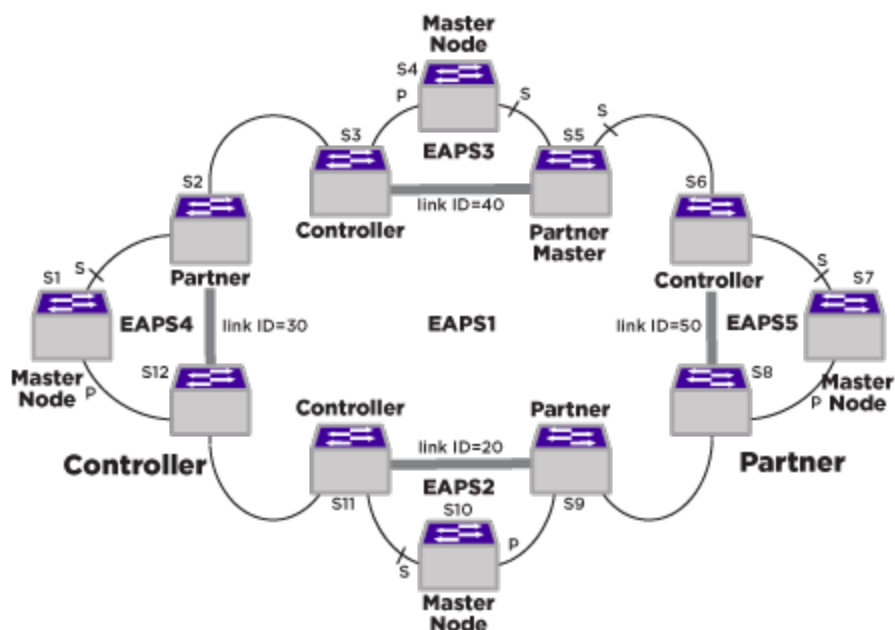 Master
Node
S4
P
S
S
S3
EAPS3
S5
S2
S6
link ID=40
Controller
Partner
Master
S1
S
Partner
Controller
S
S7
EAPS4
link ID=30
EAPS1
link ID=50
EAPS5
Master
Node
P
S12
Controller
Partner
S8
P
Master
Node
Controller
link ID=20
Partner
EAPS2
S11
S10
S9
P
S
Master
Node